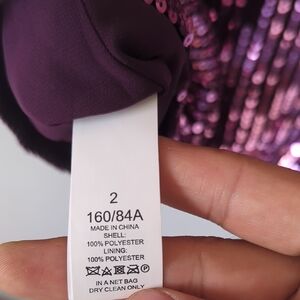 2
160/84A
MADE IN CHINA
SHELL:
100% POLYESTER
LINING:
100% POLYESTER
IN A NET BAG
DRY CLEAN ONLY